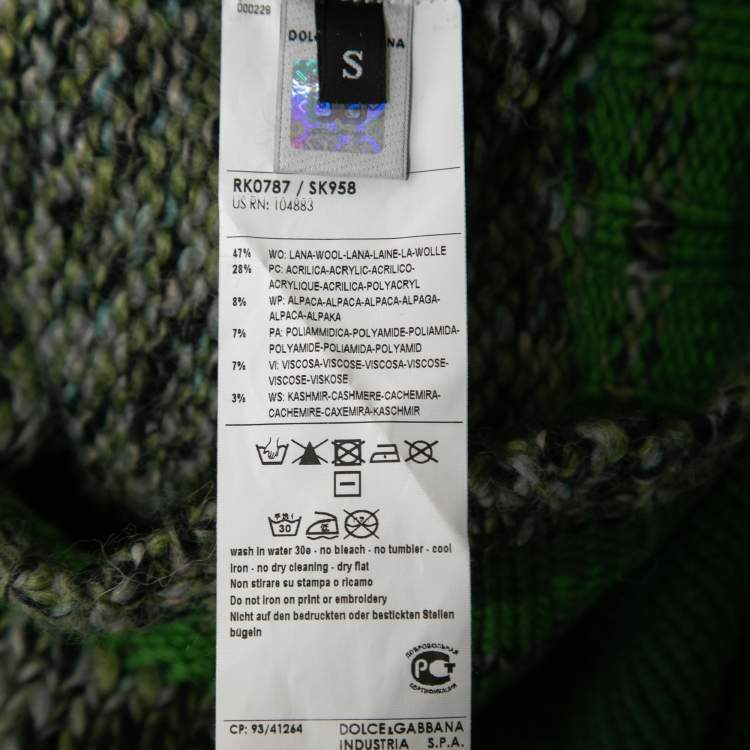 000229
DOLC
NA
S
RK0787 / SK958
US RN: 104883
47% WO: LANA-WOOL-LANA-LAINE-LA-WOLLE
28% PC: ACRILICA-ACRYLIC-ACRILICO-
ACRYLIQUE-ACRILICA-POLYACRYL
8% WP: ALPACA-ALPACA-ALPACA-ALPAGA-
ALPACA-ALPAKA
7% PA: POLIAMMIDICA-POLYAMIDE-POLIAMIDA-
POLYAMIDE-POLIAMIDA-POLYAMID
7% VI: VISCOSA-VISCOSE-VISCOSA-VISCOSE-
VISCOSE-VISKOSE
3% WS: KASHMIR-CASHMERE-CACHEMIRA-
CACHEMIRE-CAXEMIRA-KASCHMIR
30
wash in water 30e - no bleach - no tumbler - cool
iron - no dry cleaning - dry flat
Non stirare su stampa o ricamo
Do not iron on print or embroidery
Nicht auf den bedruckten oder bestickten Stellen
bügeln
ДОБРОВОЛЬНАЯ
РСТ
СЕРТИФИКАЦИЯ
CP: 93/41264 DOLCE&GABBANA
INDUSTRIA S.P.A.